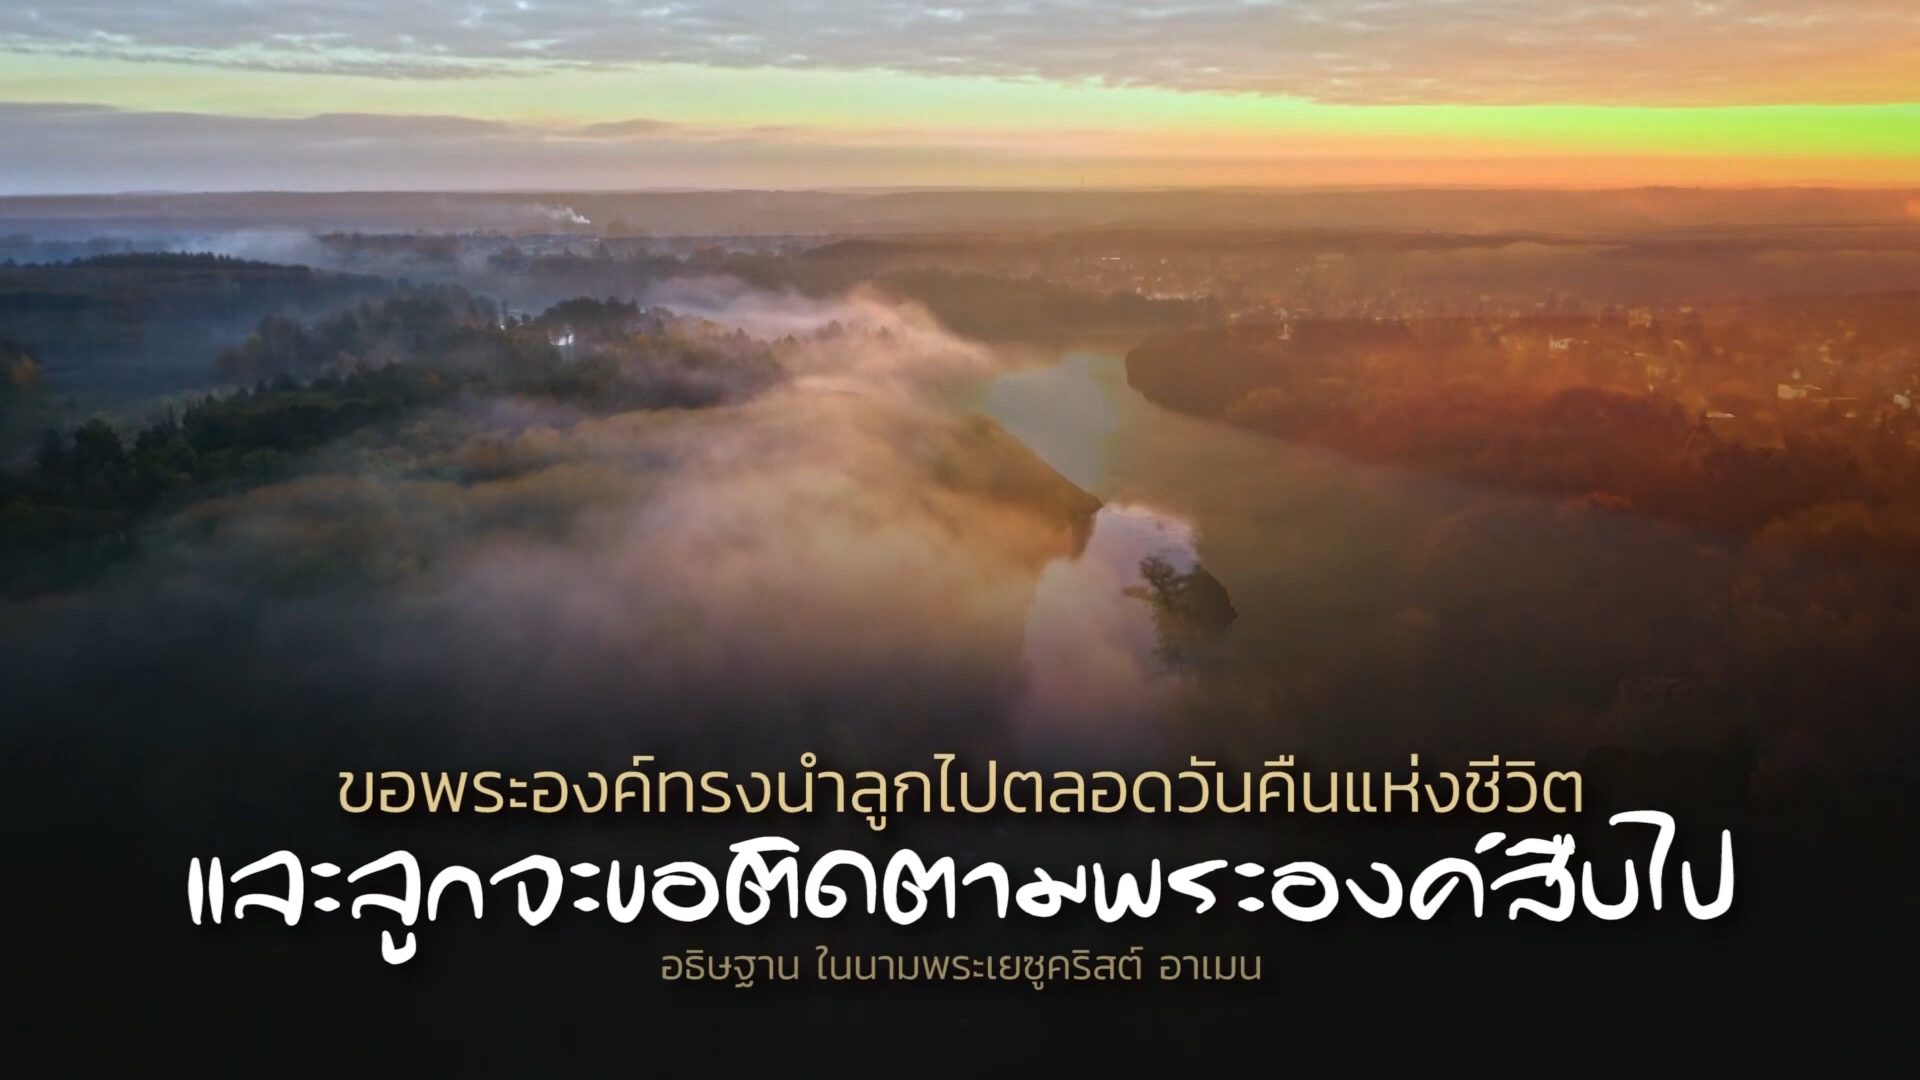 ขอพระองค์ทรงนำลูกไปตลอดวันคืนแห่งชีวิต
และลูกจะขอติดตามพระองค์สืบไป
อธิษฐาน ในนามพระเยซูคริสต์ อาเมน